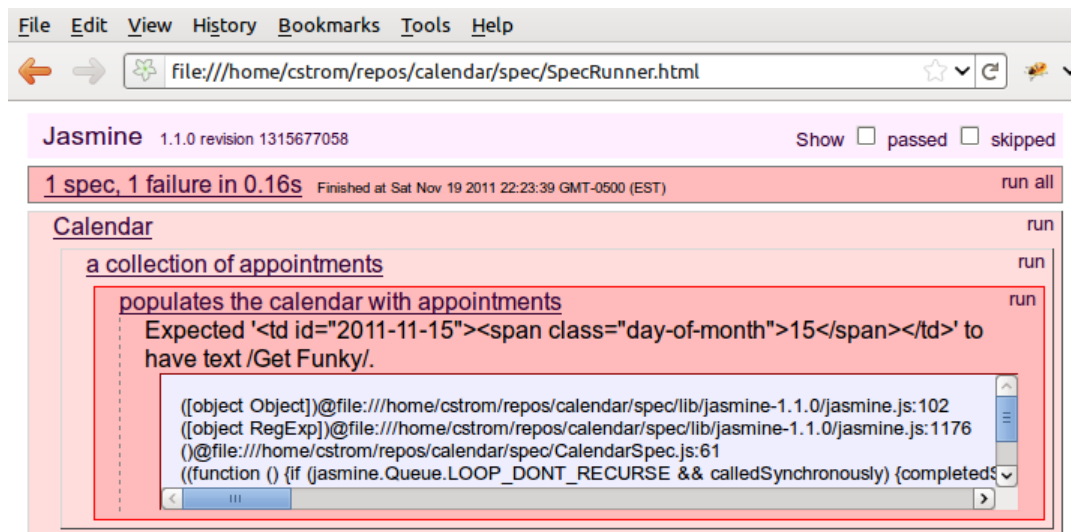 File Edit View History Bookmarks Tools Help
file:///home/cstrom/repos/calendar/spec/SpecRunner.html
Jasmine 1.1.0 revision 1315677058 Show passed skipped
1 spec, 1 failure in 0.16s Finished at Sat Nov 19 2011 22:23:39 GMT-0500 (EST) run all
Calendar run
a collection of appointments run
populates the calendar with appointments run
Expected '<td id="2011-11-15"><span class="day-of-month">15</span></td>' to
have text /Get Funky/.
([object Object])@file:///home/cstrom/repos/calendar/spec/lib/jasmine-1.1.0/jasmine.js:102
([object RegExp])@file:///home/cstrom/repos/calendar/spec/lib/jasmine-1.1.0/jasmine.js:1176
()@file:///home/cstrom/repos/calendar/spec/CalendarSpec.js:61
((function () {if (jasmine.Queue.LOOP_DONT_RECURSE && calledSynchronously) {completed